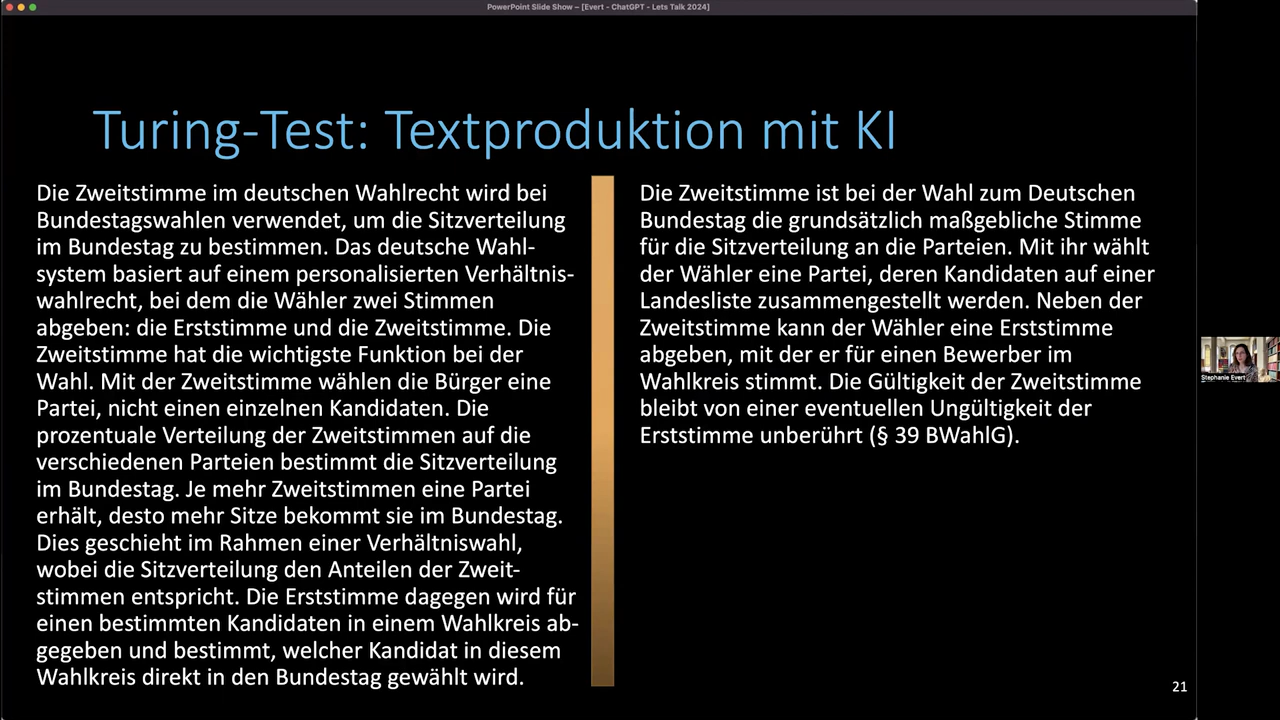 PowerPoint Slide Show – [Evert - ChatGPT - Lets Talk 2024]
Turing-Test: Textproduktion mit KI
Die Zweitstimme im deutschen Wahlrecht wird bei
Bundestagswahlen verwendet, um die Sitzverteilung
im Bundestag zu bestimmen. Das deutsche Wahl-
system basiert auf einem personalisierten Verhältnis-
wahlrecht, bei dem die Wähler zwei Stimmen
abgeben: die Erststimme und die Zweitstimme. Die
Zweitstimme hat die wichtigste Funktion bei der
Wahl. Mit der Zweitstimme wählen die Bürger eine
Partei, nicht einen einzelnen Kandidaten. Die
prozentuale Verteilung der Zweitstimmen auf die
verschiedenen Parteien bestimmt die Sitzverteilung
im Bundestag. Je mehr Zweitstimmen eine Partei
erhält, desto mehr Sitze bekommt sie im Bundestag.
Dies geschieht im Rahmen einer Verhältniswahl,
wobei die Sitzverteilung den Anteilen der Zweit-
stimmen entspricht. Die Erststimme dagegen wird für
einen bestimmten Kandidaten in einem Wahlkreis ab-
gegeben und bestimmt, welcher Kandidat in diesem
Wahlkreis direkt in den Bundestag gewählt wird.
Die Zweitstimme ist bei der Wahl zum Deutschen
Bundestag die grundsätzlich maßgebliche Stimme
für die Sitzverteilung an die Parteien. Mit ihr wählt
der Wähler eine Partei, deren Kandidaten auf einer
Landesliste zusammengestellt werden. Neben der
Zweitstimme kann der Wähler eine Erststimme
abgeben, mit der er für einen Bewerber im
Wahlkreis stimmt. Die Gültigkeit der Zweitstimme
bleibt von einer eventuellen Ungültigkeit der
Erststimme unberührt (§ 39 BWahlG).
21
Stephanie Evert